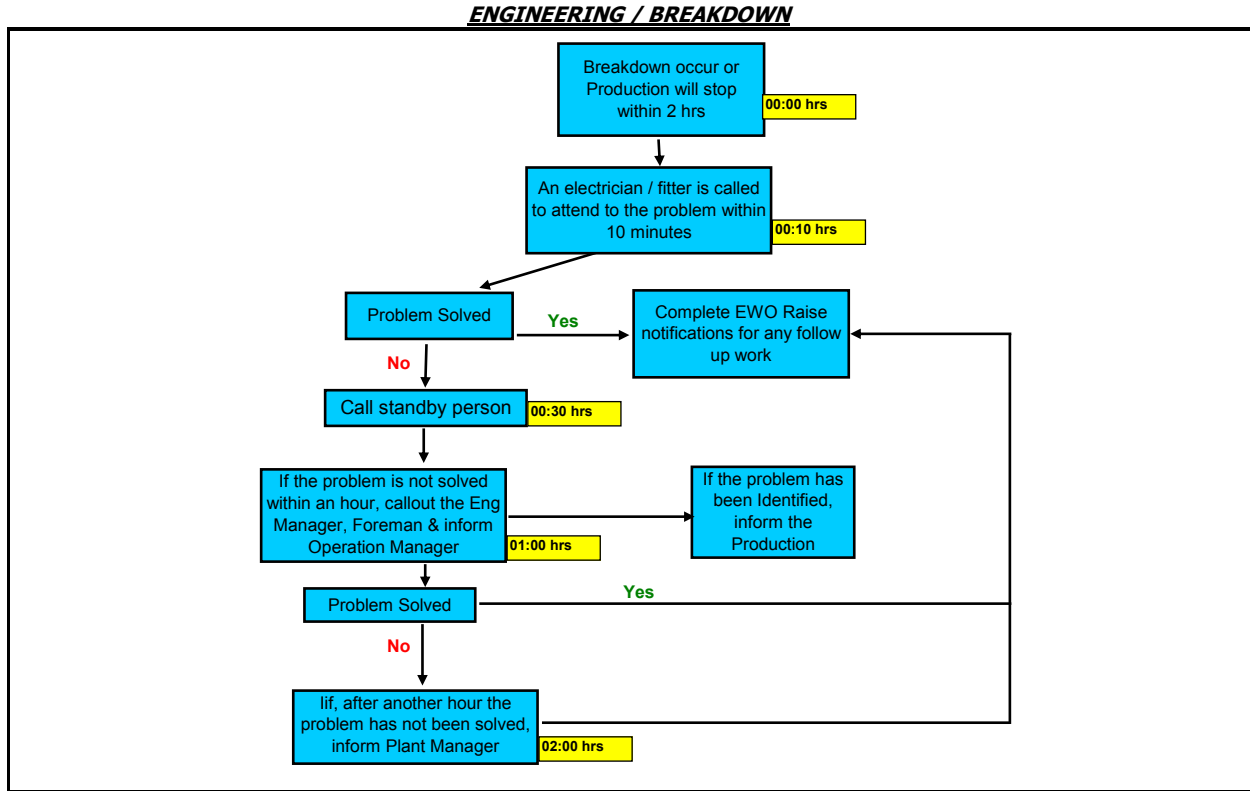 ENGINEERING / BREAKDOWN
Breakdown occur or
Production will stop
within 2 hrs
00:00 hrs
An electrician / fitter is called
to attend to the problem within
10 minutes
00:10 hrs
Problem Solved
Yes
Complete EWO Raise
notifications for any follow
up work
No
Call standby person
00:30 hrs
If the problem is not solved
within an hour, callout the Eng
Manager, Foreman & inform
Operation Manager
01:00 hrs
If the problem has
been Identified,
inform the
Production
Problem Solved
Yes
No
Iif, after another hour the
problem has not been solved,
inform Plant Manager
02:00 hrs